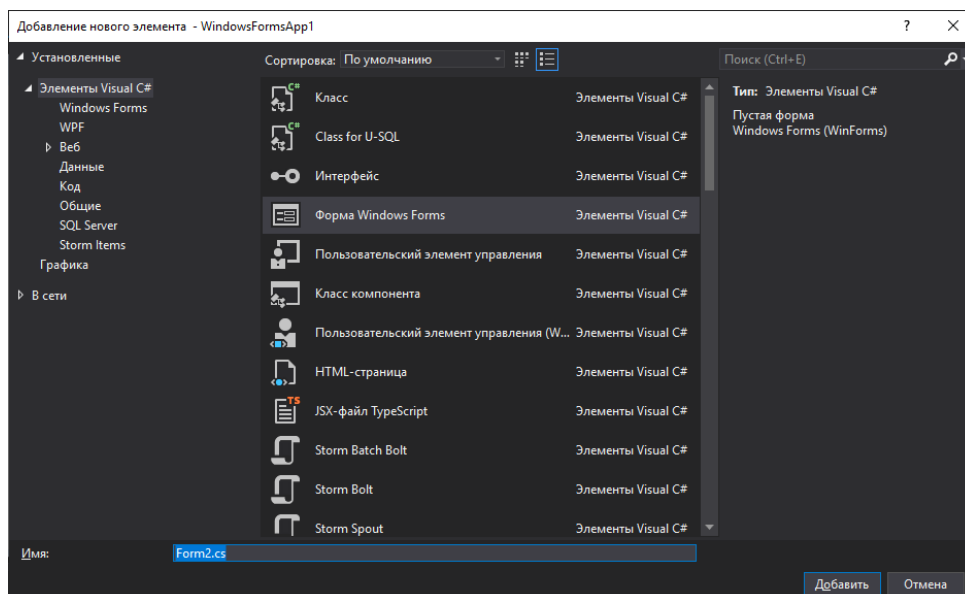 Добавление нового элемента - WindowsFormsApp1
? ×
Установленные
Сортировка: По умолчанию
Поиск (Ctrl+E)
Элементы Visual C#
Windows Forms
WPF
Веб
Данные
Код
Общие
SQL Server
Storm Items
Графика
В сети
C# Класс Элементы Visual C#
C# Class for U-SQL Элементы Visual C#
Интерфейс Элементы Visual C#
Форма Windows Forms Элементы Visual C#
Пользовательский элемент управления Элементы Visual C#
Класс компонента Элементы Visual C#
Пользовательский элемент управления (W... Элементы Visual C#
HTML-страница Элементы Visual C#
TS JSX-файл TypeScript Элементы Visual C#
Storm Batch Bolt Элементы Visual C#
Storm Bolt Элементы Visual C#
Storm Spout Элементы Visual C#
Тип: Элементы Visual C#
Пустая форма
Windows Forms (WinForms)
Имя: Form2.cs
Добавить Отмена